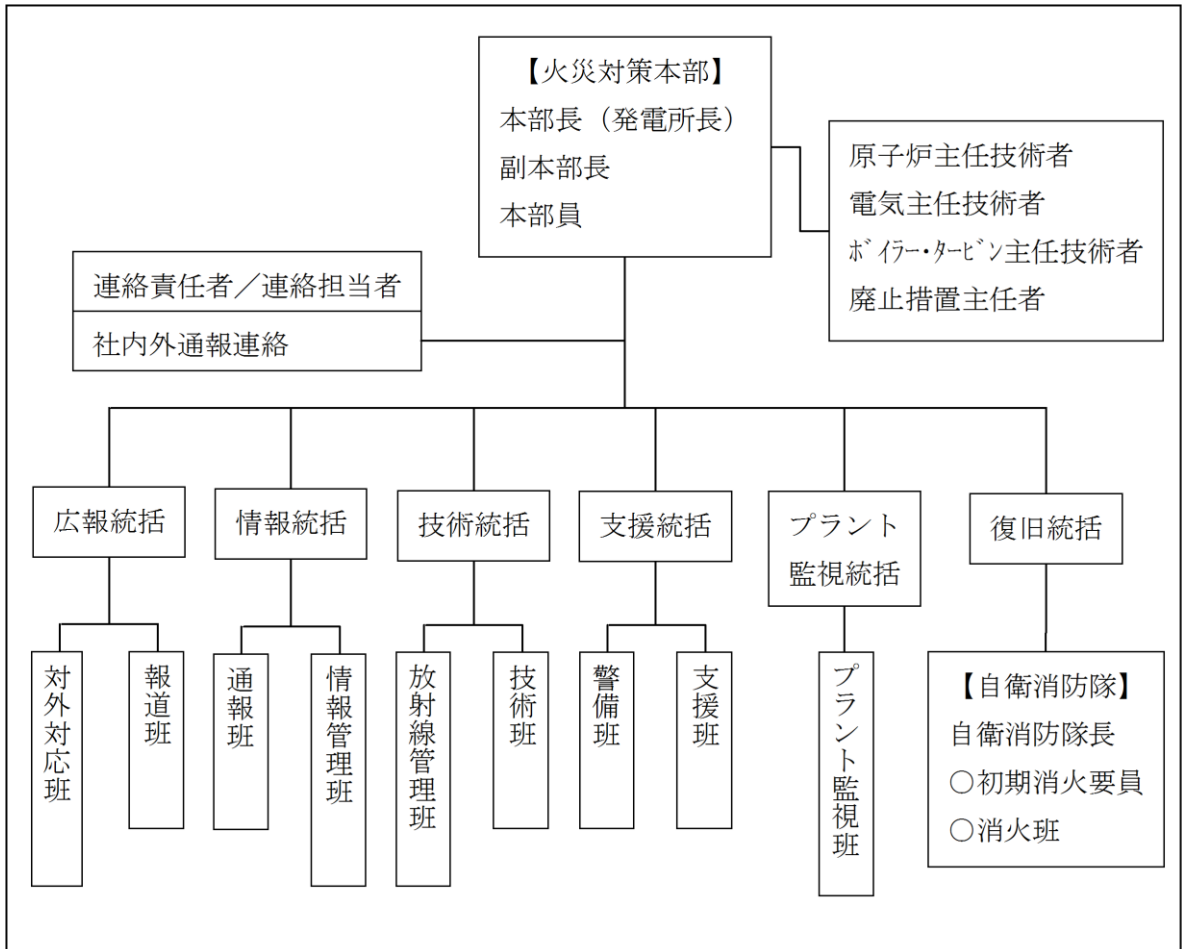 【火災対策本部】
本部長（発電所長）
副本部長
本部員
原子炉主任技術者
電気主任技術者
ﾎﾞｲﾗｰ・ﾀｰﾋﾞﾝ主任技術者
廃止措置主任者
連絡責任者／連絡担当者
社内外通報連絡
広報統括
情報統括
技術統括
支援統括
プラント
監視統括
復旧統括
対外対応班
報道班
通報班
情報管理班
放射線管理班
技術班
警備班
支援班
プラント監視班
【自衛消防隊】
自衛消防隊長
○初期消火要員
○消火班